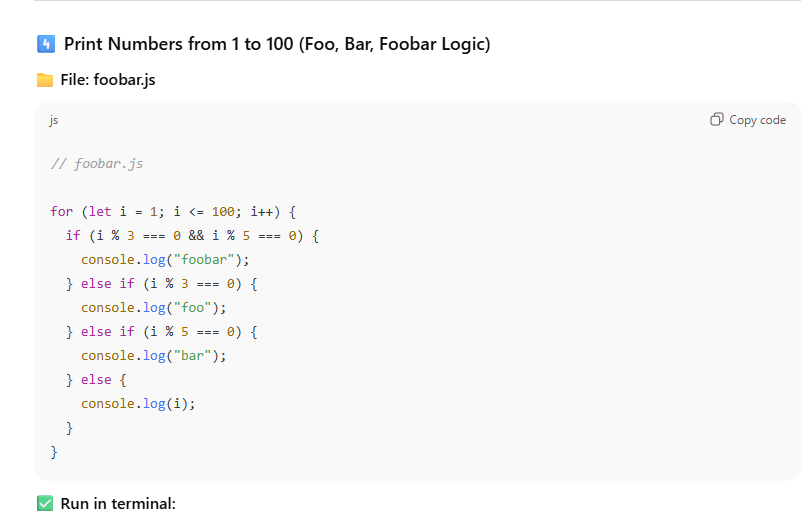 4 Print Numbers from 1 to 100 (Foo, Bar, Foobar Logic)
File: foobar.js
js
Copy code
// foobar.js
for (let i = 1; i <= 100; i++) {
  if (i % 3 === 0 && i % 5 === 0) {
    console.log("foobar");
  } else if (i % 3 === 0) {
    console.log("foo");
  } else if (i % 5 === 0) {
    console.log("bar");
  } else {
    console.log(i);
  }
}
Run in terminal: